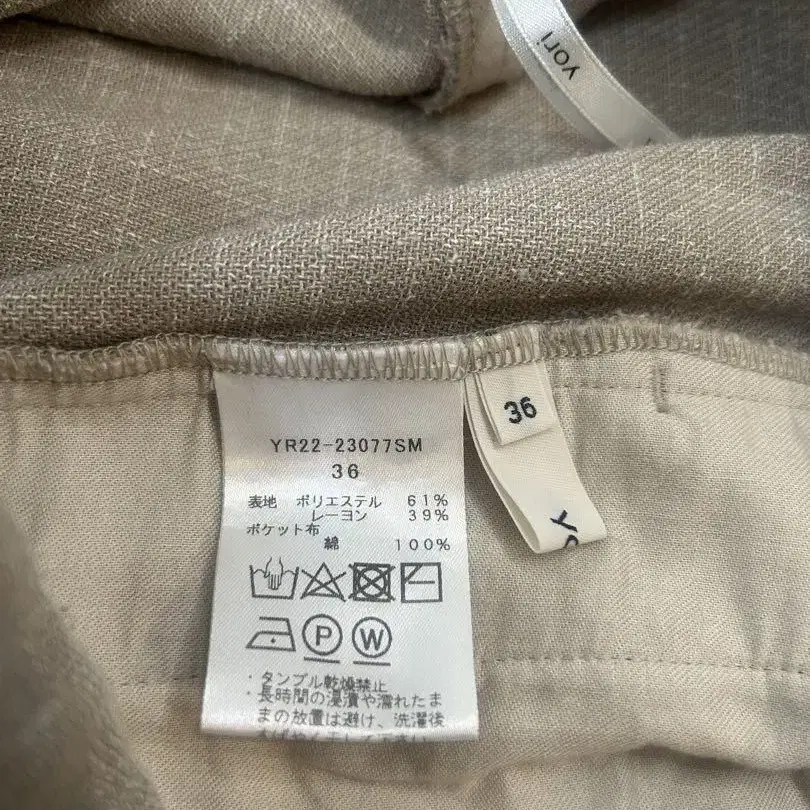 yori
36
YR22-23077SM
36
表地 ポリエステル 61%
レーヨン 39%
ポケット布
綿 100%
P W
・タンブル乾燥禁止
・長時間の浸漬や濡れたま
まの放置は避け、洗濯後